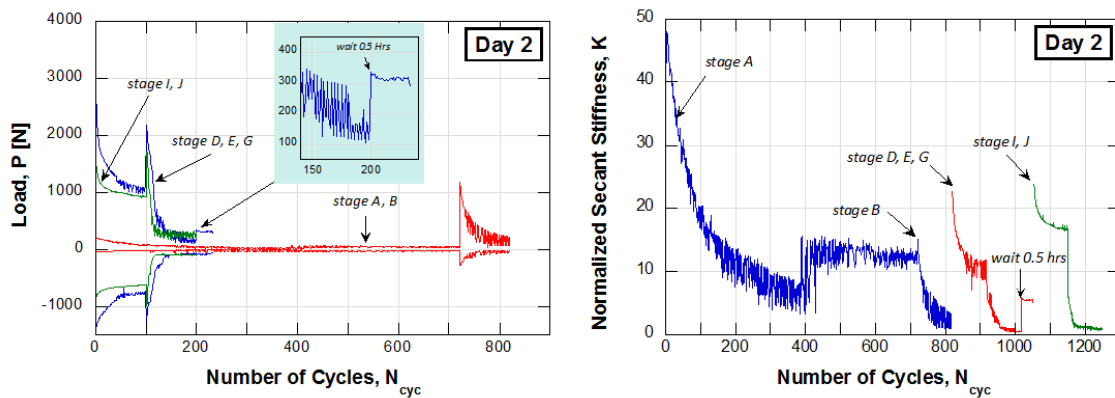 Day 2
4000
3000
2000
1000
0
-1000
Load, P [N]
0
200
400
600
800
Number of Cycles, N_cyc
stage I, J
stage D, E, G
stage A, B
400
300
200
100
150
200
wait 0.5 Hrs
Day 2
50
40
30
20
10
0
Normalized Secant Stiffness, K
0
200
400
600
800
1000
1200
Number of Cycles, N_cyc
stage A
stage B
stage D, E, G
stage I, J
wait 0.5 hrs